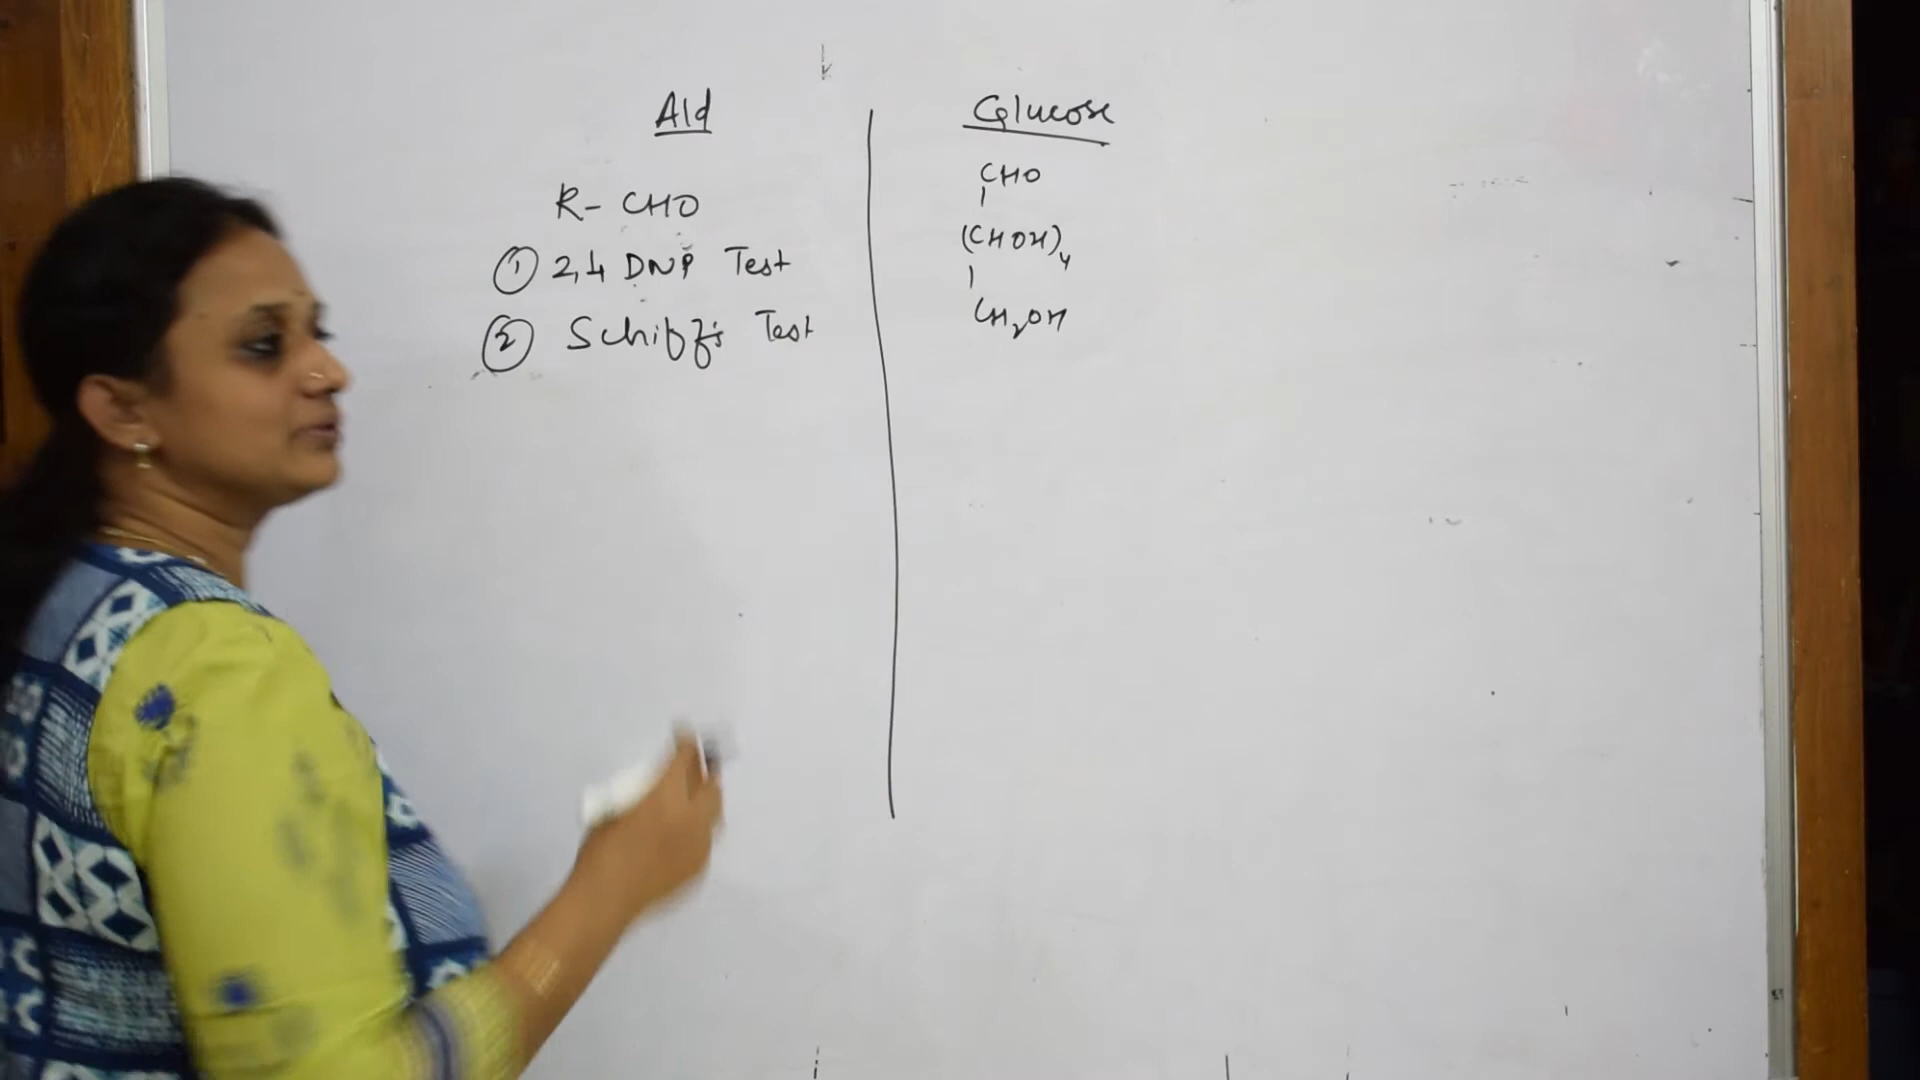 Ald
R- CHO
① 2,4 DNP Test
② Schiff's Test
Glucose
CHO
(CHOH)4
CH2OH